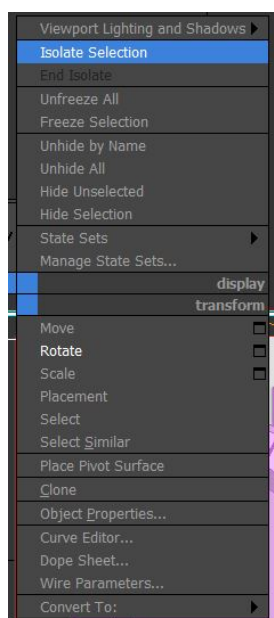 Viewport Lighting and Shadows
Isolate Selection
End Isolate
Unfreeze All
Freeze Selection
Unhide by Name
Unhide All
Hide Unselected
Hide Selection
State Sets
Manage State Sets...
display
transform
Move
Rotate
Scale
Placement
Select
Select Similar
Place Pivot Surface
Clone
Object Properties...
Curve Editor...
Dope Sheet...
Wire Parameters...
Convert To: